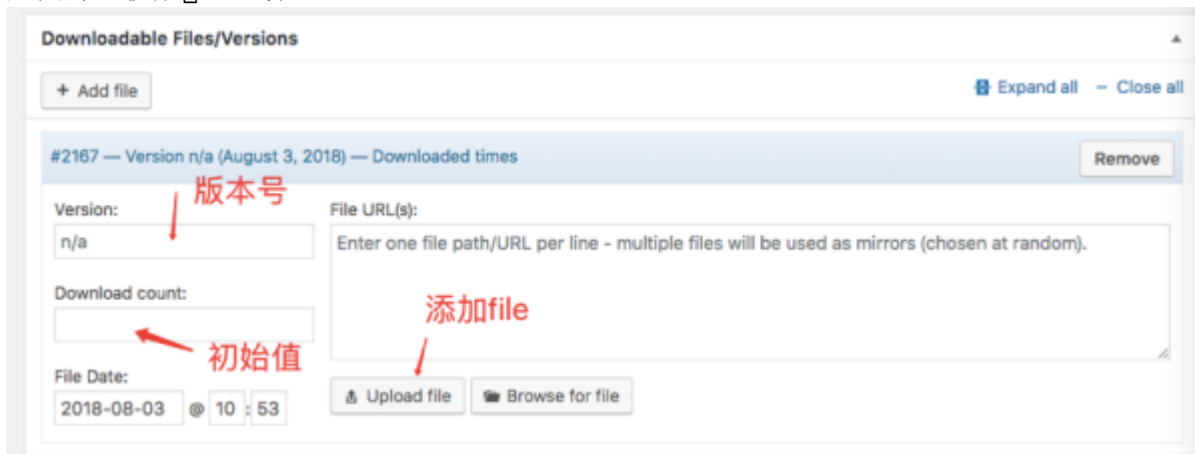 Downloadable Files/Versions
+ Add file
Expand all – Close all
#2167 — Version n/a (August 3, 2018) — Downloaded times
Remove
版本号
Version:
File URL(s):
n/a
Enter one file path/URL per line - multiple files will be used as mirrors (chosen at random).
Download count:
添加file
初始值
File Date:
2018-08-03 @ 10 : 53
Upload file
Browse for file